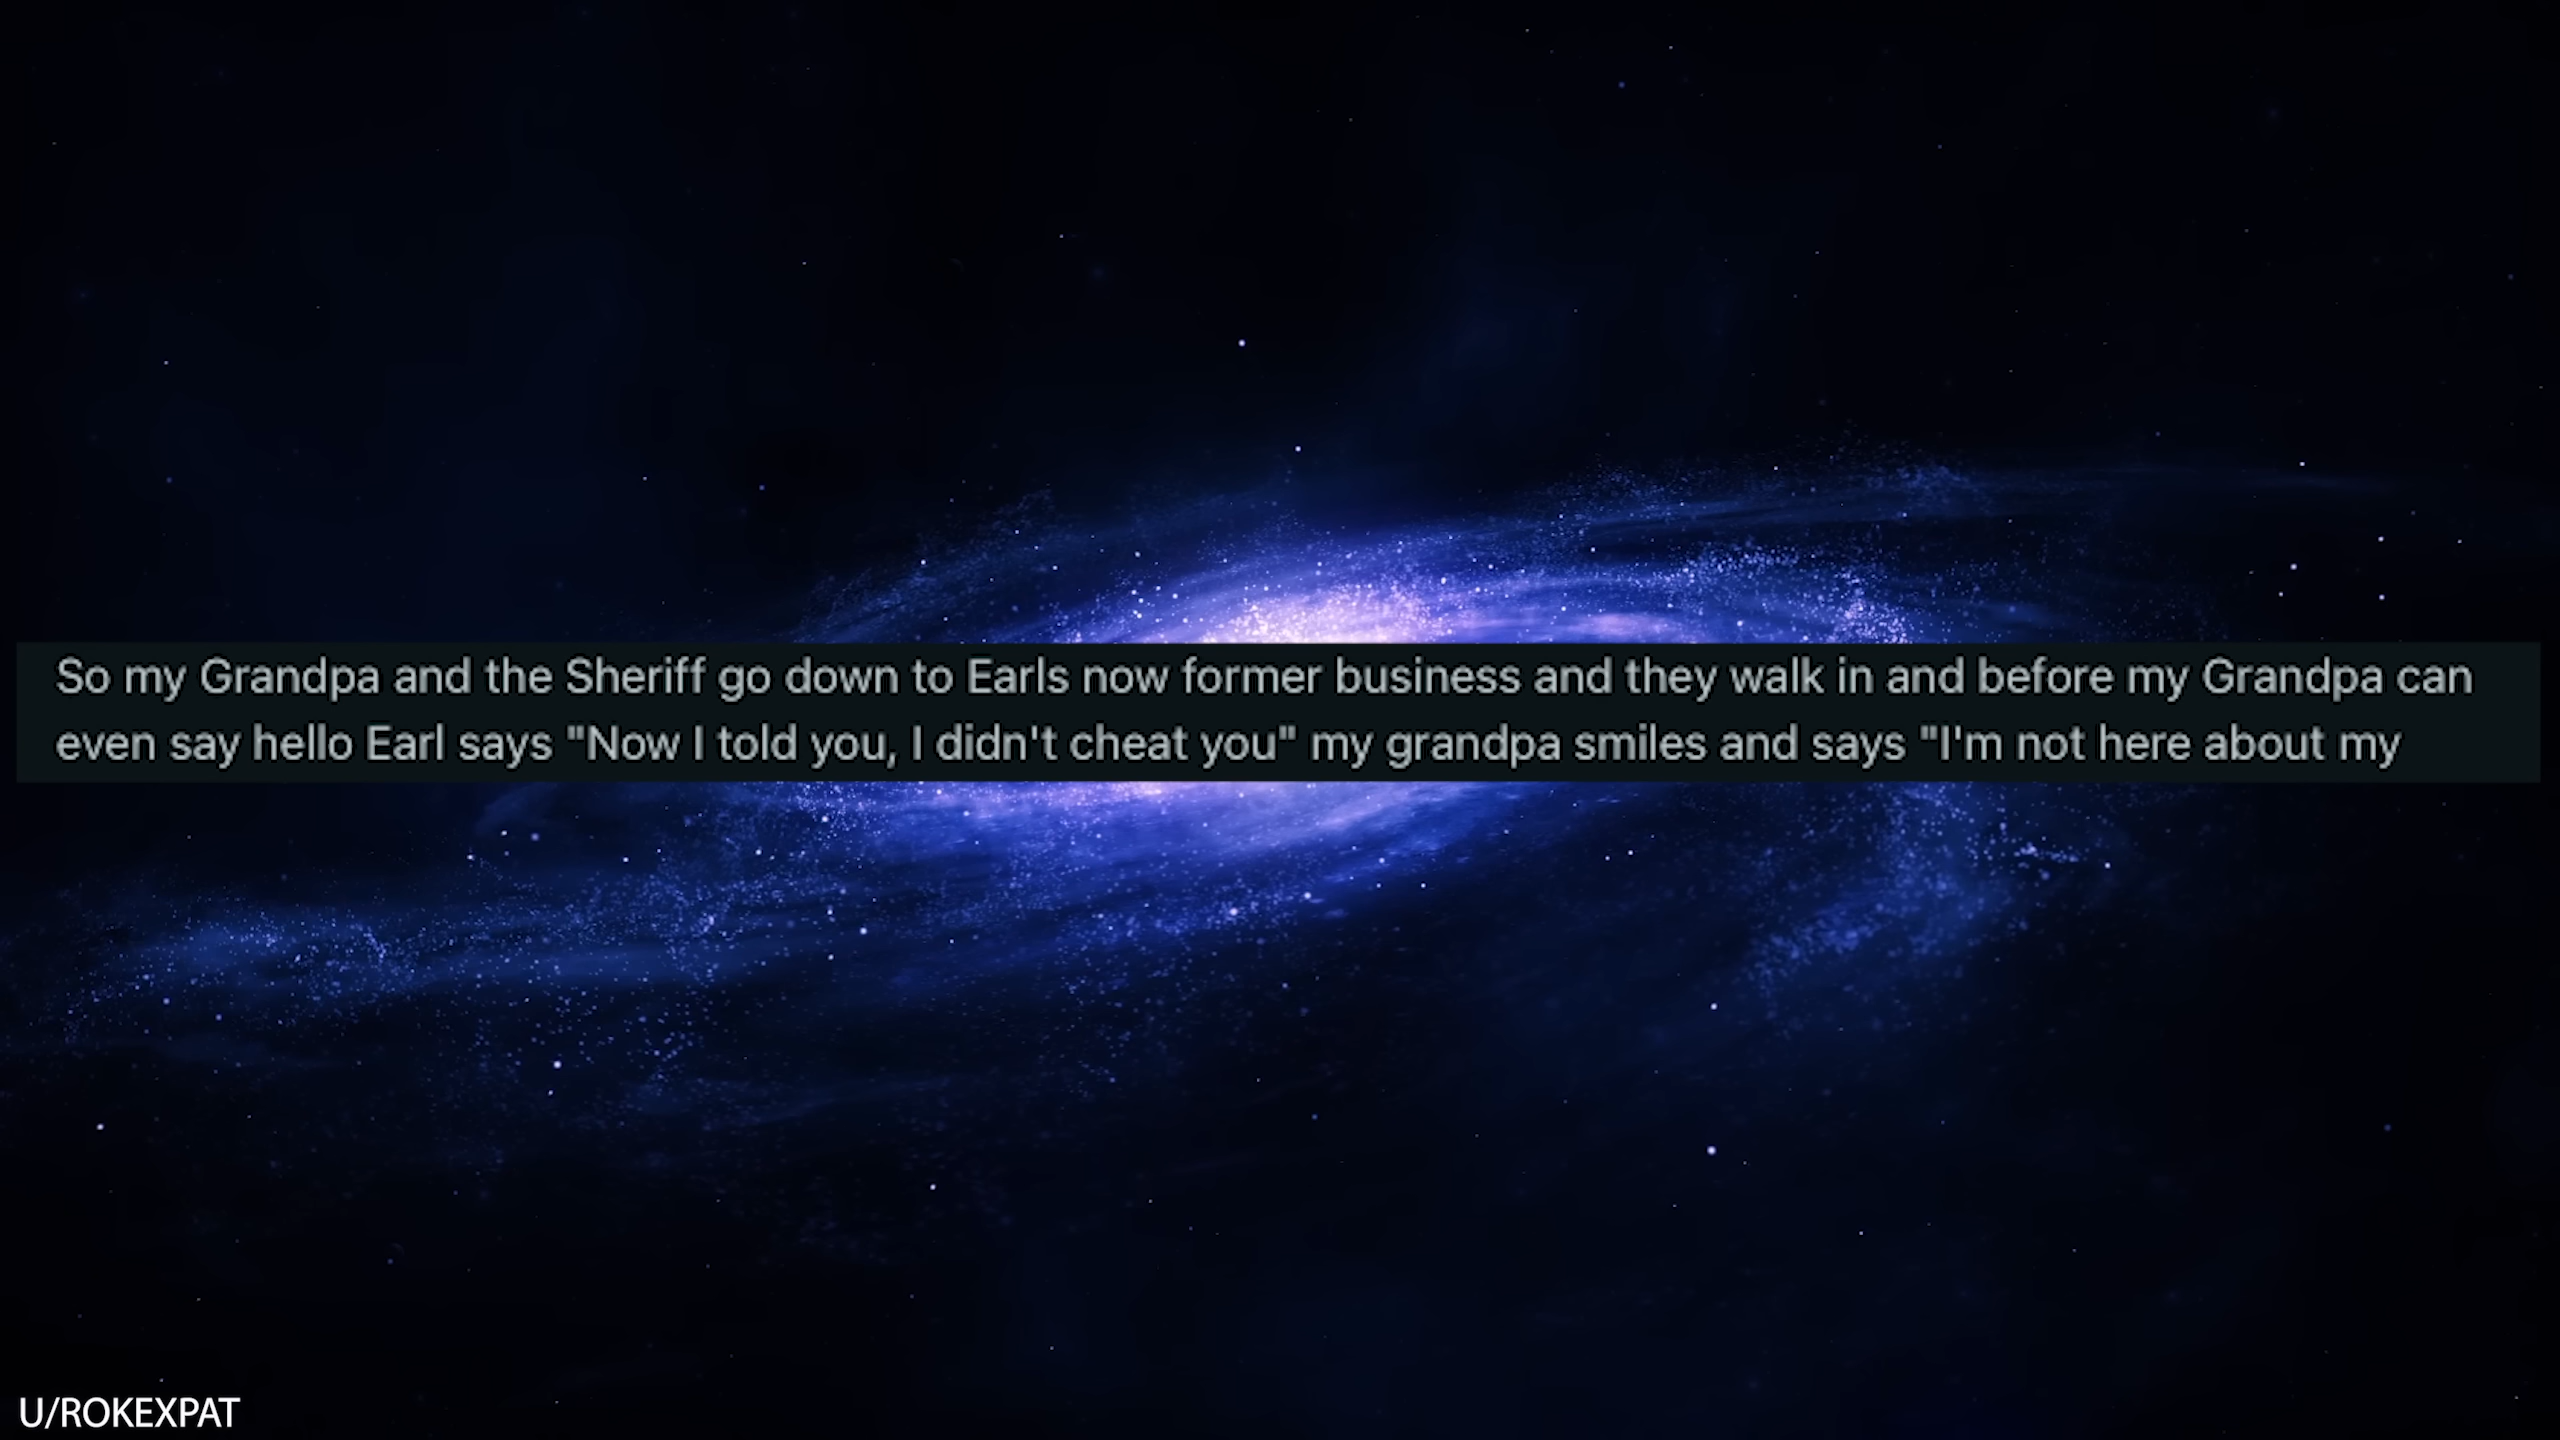 So my Grandpa and the Sheriff go down to Earls now former business and they walk in and before my Grandpa can
even say hello Earl says "Now I told you, I didn't cheat you" my grandpa smiles and says "I'm not here about my
U/ROKEXPAT